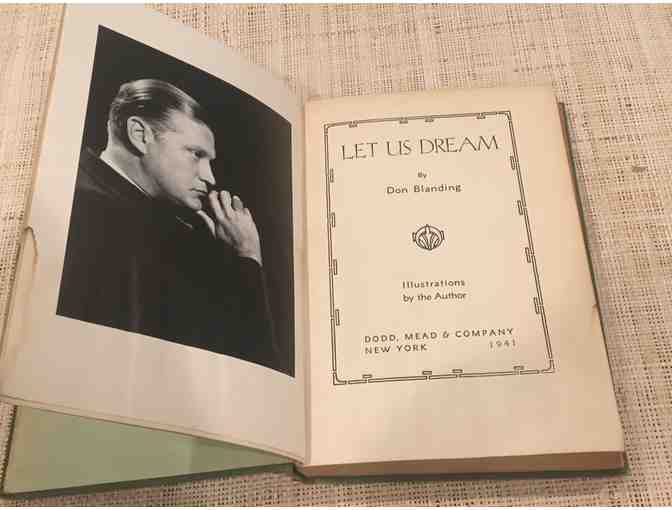 LET US DREAM
By
Don Blanding
Illustrations
by the Author
DODD, MEAD & COMPANY
NEW YORK 1941